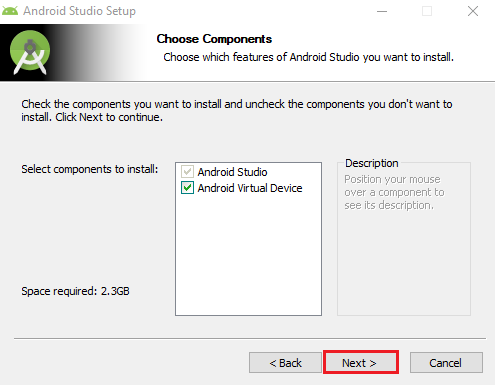 Android Studio Setup
Choose Components
Choose which features of Android Studio you want to install.
Check the components you want to install and uncheck the components you don't want to
install. Click Next to continue.
Select components to install:
Android Studio
Android Virtual Device
Description
Position your mouse
over a component to
see its description.
Space required: 2.3GB
< Back
Next >
Cancel